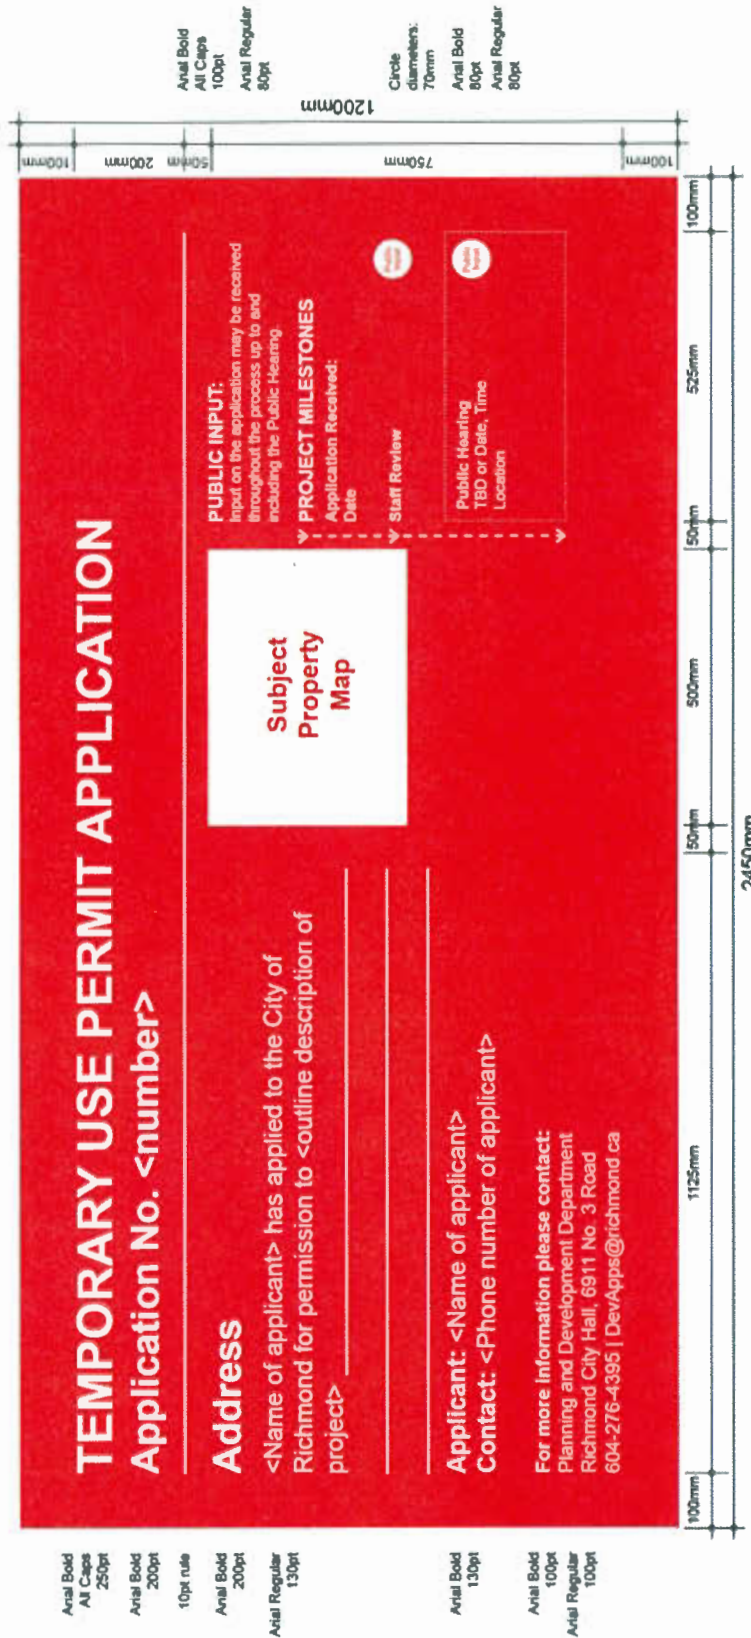 Arial Bold
All Caps
250pt
Arial Bold
200pt
10pt rule
Arial Bold
200pt
Arial Regular
130pt
Arial Bold
130pt
Arial Bold
100pt
Arial Regular
100pt
TEMPORARY USE PERMIT APPLICATION
Application No. <number>
Address
<Name of applicant> has applied to the City of
Richmond for permission to <outline description of
project>
Applicant: <Name of applicant>
Contact: <Phone number of applicant>
For more information please contact:
Planning and Development Department
Richmond City Hall, 6911 No. 3 Road
604-276-4395 | DevApps@richmond.ca
Subject
Property
Map
PUBLIC INPUT:
Input on the application may be received
throughout the process up to and
including the Public Hearing.
PROJECT MILESTONES
Application Received:
Date
Staff Review
Public
Input
Public Hearing
TBD or Date, Time
Location
Public
Input
100mm
200mm
50mm
750mm
100mm
1200mm
Arial Bold
All Caps
100pt
Arial Regular
80pt
Circle
diameters:
70mm
Arial Bold
80pt
Arial Regular
80pt
100mm
1125mm
50mm
500mm
50mm
525mm
100mm
2450mm